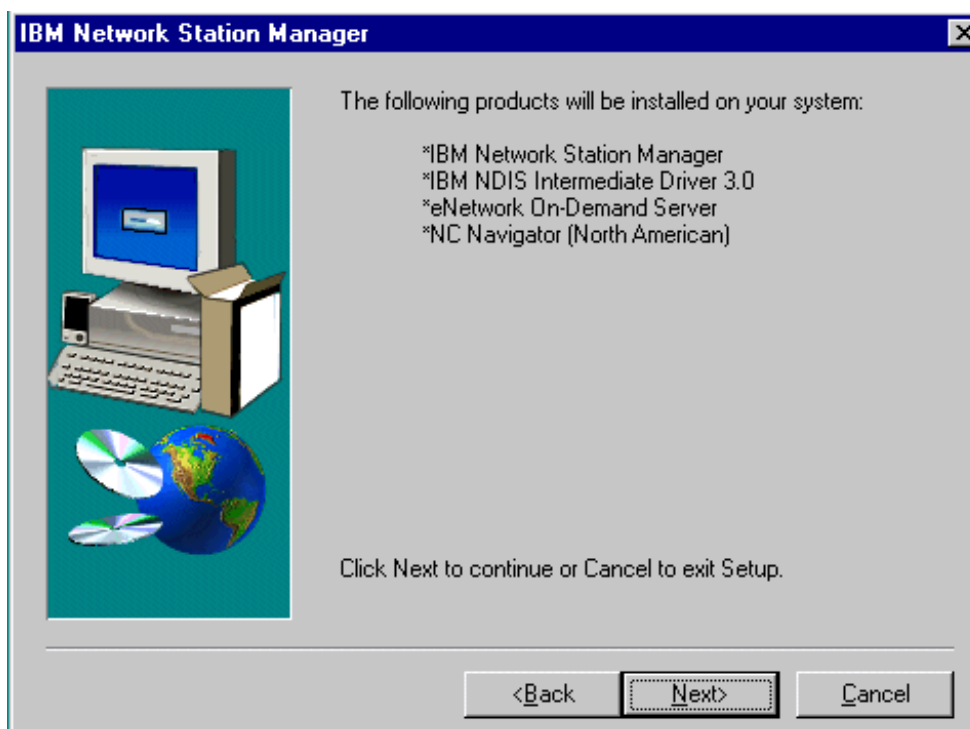 IBM Network Station Manager
The following products will be installed on your system:
*IBM Network Station Manager
*IBM NDIS Intermediate Driver 3.0
*eNetwork On-Demand Server
*NC Navigator (North American)
Click Next to continue or Cancel to exit Setup.
<Back
Next>
Cancel